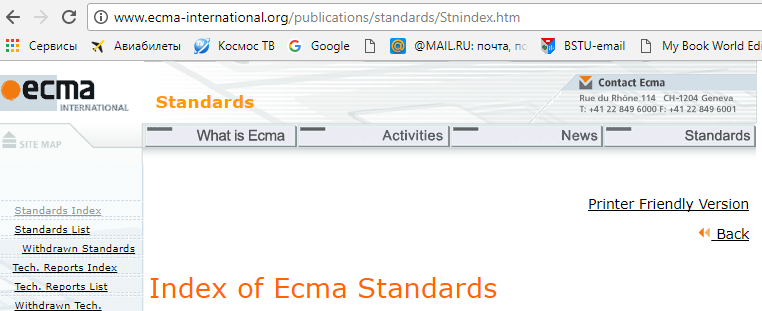 www.ecma-international.org/publications/standards/Stnindex.htm
Сервисы Авиабилеты Космос ТВ Google @MAIL.RU: почта, по BSTU-email My Book World Edi
ecma
INTERNATIONAL
Standards
Contact Ecma
Rue du Rhône 114 CH-1204 Geneva
T: +41 22 849 6000 F: +41 22 849 6001
SITE MAP
What is Ecma Activities News Standards
Printer Friendly Version
Back
Standards Index
Standards List
Withdrawn Standards
Tech. Reports Index
Tech. Reports List
Withdrawn Tech.
Index of Ecma Standards